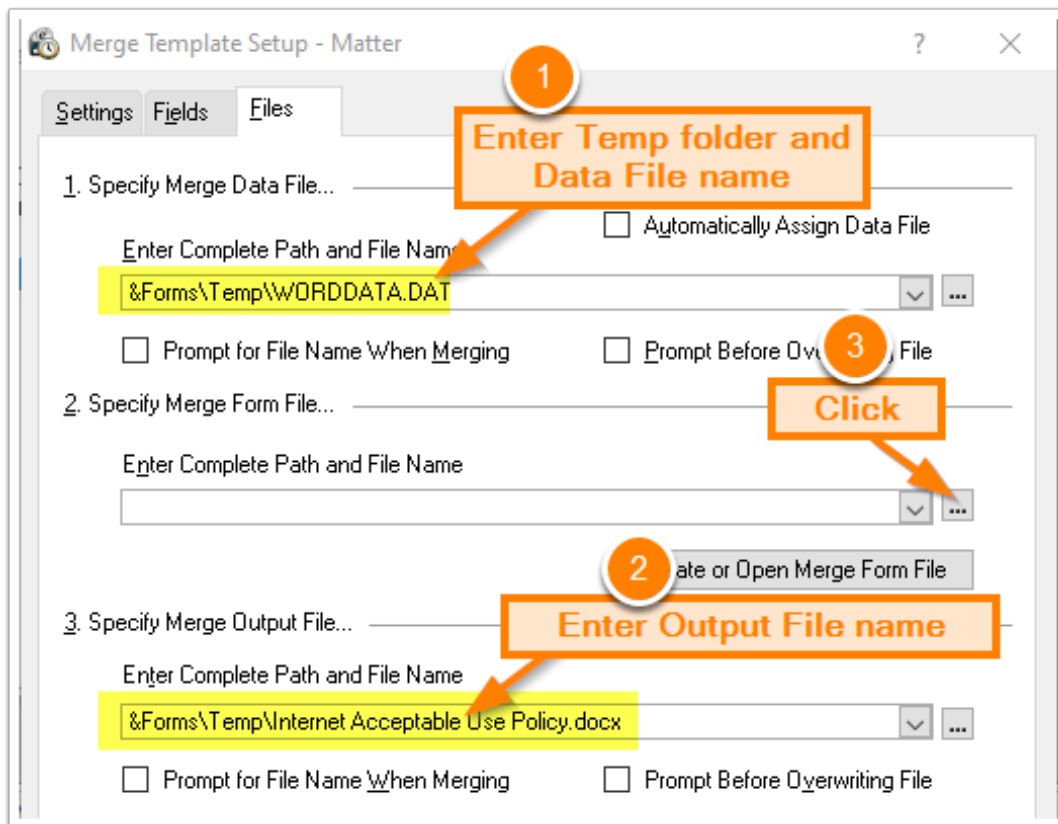 Merge Template Setup - Matter ? ×
1
Settings Fields Files
Enter Temp folder and
Data File name
1. Specify Merge Data File...
Automatically Assign Data File
Enter Complete Path and File Name
&Forms\Temp\WORDDATA.DAT ...
Prompt for File Name When Merging Prompt Before Ov File
3
2. Specify Merge Form File...
Click
Enter Complete Path and File Name
...
2
ate or Open Merge Form File
3. Specify Merge Output File...
Enter Output File name
Enter Complete Path and File Name
&Forms\Temp\Internet Acceptable Use Policy.docx ...
Prompt for File Name When Merging Prompt Before Overwriting File